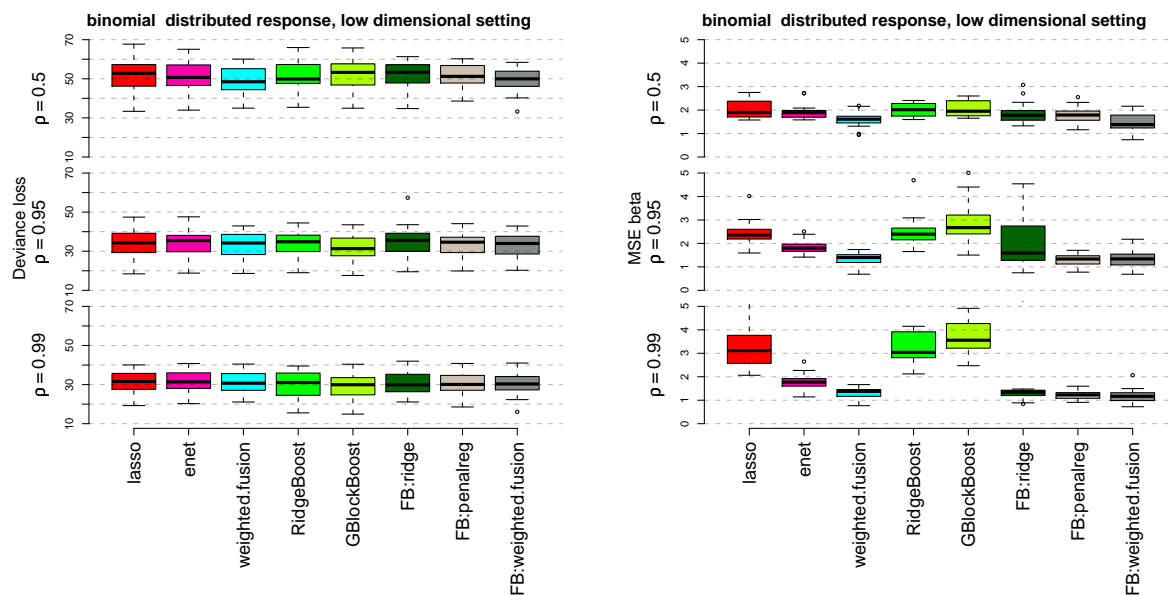 binomial distributed response, low dimensional setting
70
50
30
10
ρ = 0.5
70
50
30
10
ρ = 0.95
70
50
30
10
ρ = 0.99
Deviance loss
lasso
enet
weighted.fusion
RidgeBoost
GBlockBoost
FB:ridge
FB:penalreg
FB:weighted.fusion
binomial distributed response, low dimensional setting
5
4
3
2
1
0
ρ = 0.5
5
4
3
2
1
0
ρ = 0.95
5
4
3
2
1
0
ρ = 0.99
MSE beta
lasso
enet
weighted.fusion
RidgeBoost
GBlockBoost
FB:ridge
FB:penalreg
FB:weighted.fusion